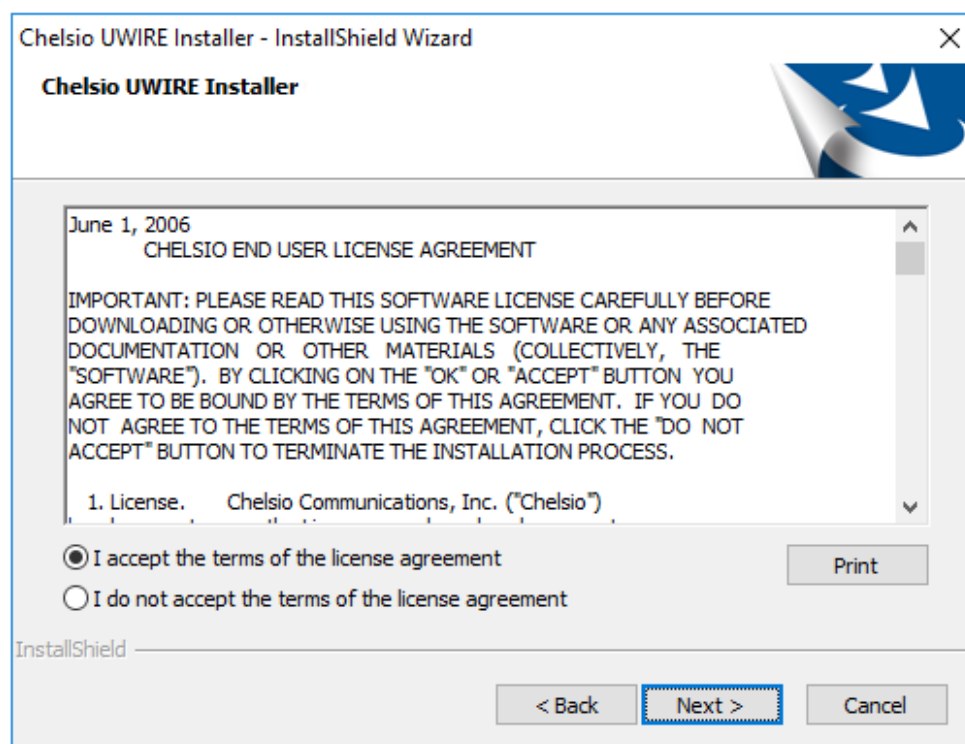 Chelsio UWIRE Installer - InstallShield Wizard
Chelsio UWIRE Installer
June 1, 2006
CHELSIO END USER LICENSE AGREEMENT
IMPORTANT: PLEASE READ THIS SOFTWARE LICENSE CAREFULLY BEFORE
DOWNLOADING OR OTHERWISE USING THE SOFTWARE OR ANY ASSOCIATED
DOCUMENTATION OR OTHER MATERIALS (COLLECTIVELY, THE
"SOFTWARE"). BY CLICKING ON THE "OK" OR "ACCEPT" BUTTON YOU
AGREE TO BE BOUND BY THE TERMS OF THIS AGREEMENT. IF YOU DO
NOT AGREE TO THE TERMS OF THIS AGREEMENT, CLICK THE "DO NOT
ACCEPT" BUTTON TO TERMINATE THE INSTALLATION PROCESS.
1. License. Chelsio Communications, Inc. ("Chelsio")
I accept the terms of the license agreement
Print
I do not accept the terms of the license agreement
InstallShield
< Back
Next >
Cancel